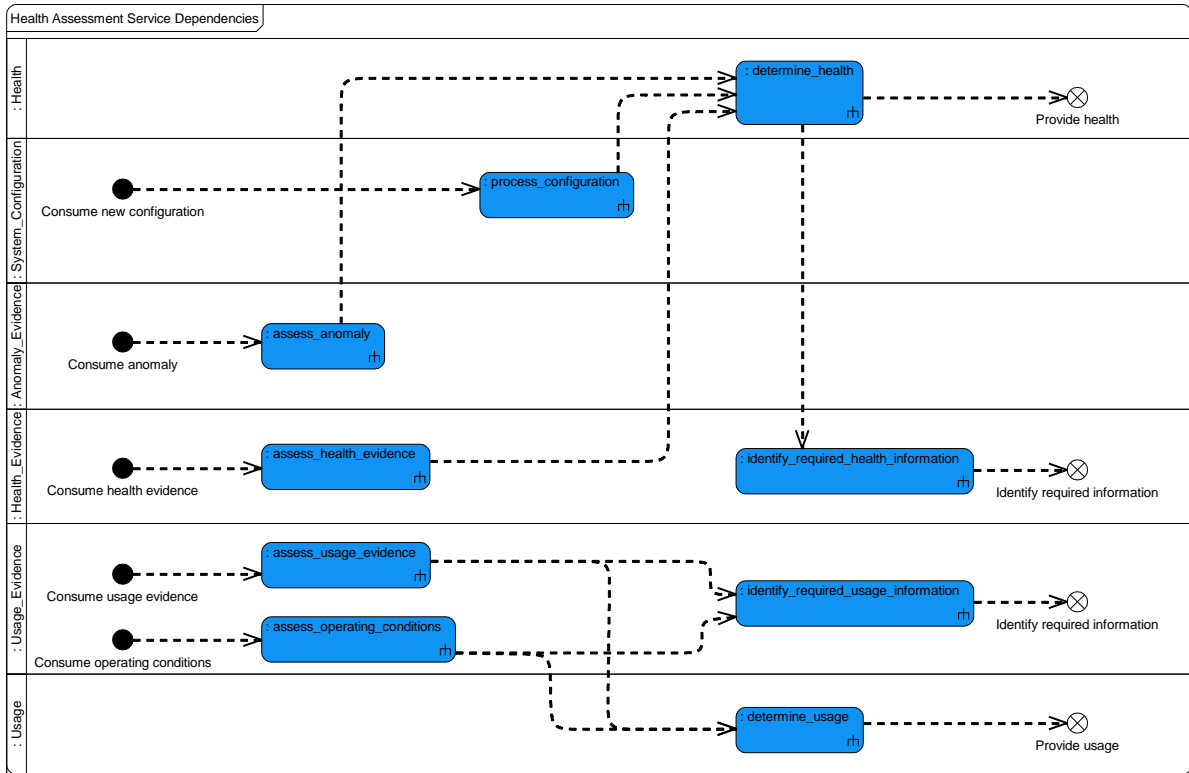 Health Assessment Service Dependencies
: Health
: determine_health
Provide health
: System_Configuration
Consume new configuration
: process_configuration
: Anomaly_Evidence
Consume anomaly
: assess_anomaly
: Health_Evidence
Consume health evidence
: assess_health_evidence
: identify_required_health_information
Identify required information
: Usage_Evidence
Consume usage evidence
: assess_usage_evidence
: identify_required_usage_information
Identify required information
Consume operating conditions
: assess_operating_conditions
: Usage
: determine_usage
Provide usage